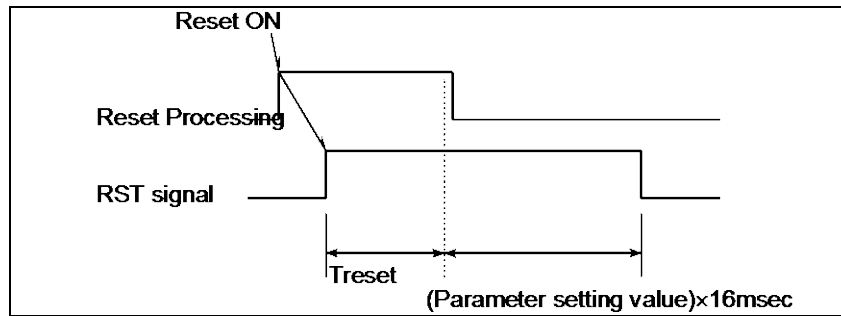 Reset ON
Reset Processing
RST signal
Treset
(Parameter setting value)×16msec